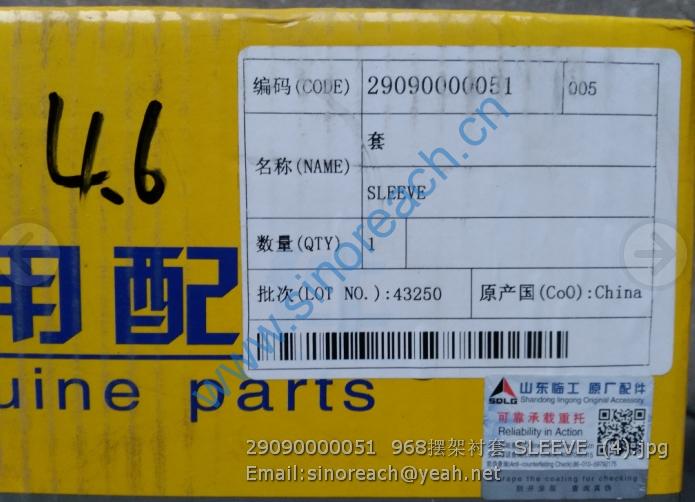 4.6
编码(CODE) 29090000051 005
套
名称(NAME)
SLEEVE
数量(QTY) 1
批次(LOT NO.):43250 原产国(CoO):China
用配
uine parts
www.sinoreach.cn
SDLG 山东临工 原厂配件
Shandong lingong Original Accessory
可靠承载重托
Reliability in Action
29090000051 968摆架衬套 SLEEVE (4).jpg
Email:sinoreach@yeah.net